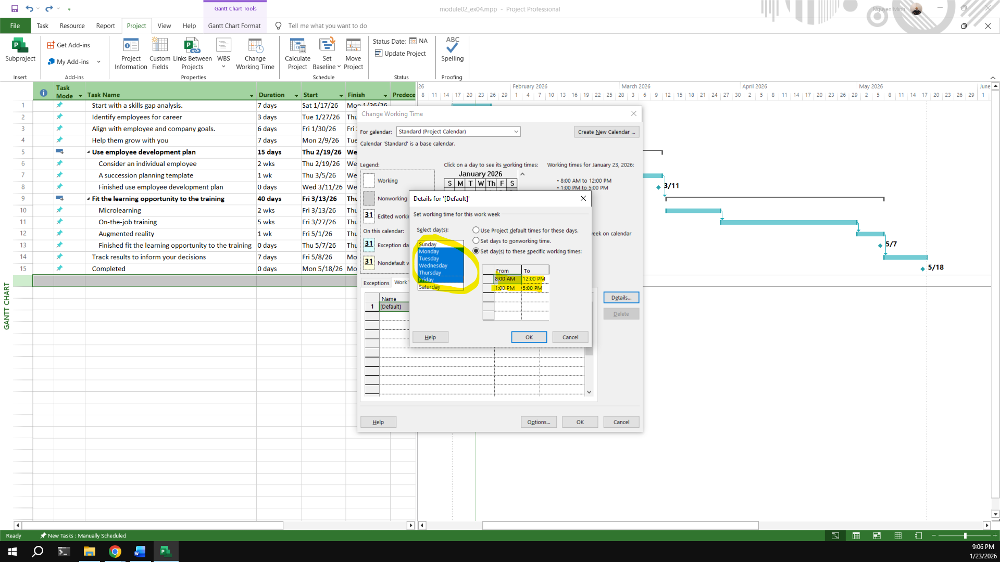 Gantt Chart Tools
module02_ex04.mpp - Project Professional
Nguyen Minh
File Task Resource Report Project View Help Gantt Chart Format Tell me what you want to do
Subproject
Insert
Get Add-ins
My Add-ins
Add-ins
Project Information
Custom Fields
Links Between Projects
WBS
Change Working Time
Properties
Calculate Project
Set Baseline
Move Project
Schedule
Status Date: NA
Update Project
Status
ABC
Spelling
Proofing
Task Mode Task Name Duration Start Finish Predece
1 Start with a skills gap analysis. 7 days Sat 1/17/26 Mon 1/26/26
2 Identify employees for career 3 days Tue 1/27/26 Thu
3 Align with employee and company goals. 6 days Fri 1/30/26 Fri
4 Help them grow with you 7 days Mon 2/9/26 Tue
5 Use employee development plan 15 days Thu 2/19/26 We
6 Consider an individual employee 2 wks Thu 2/19/26 We
7 A succession planning template 1 wk Thu 3/5/26 We
8 Finished use employee development plan 0 days Wed 3/11/26 We
9 Fit the learning opportunity to the training 40 days Fri 3/13/26 Thu
10 Microlearning 2 wks Fri 3/13/26 Thu
11 On-the-job training 5 wks Fri 3/27/26 Thu
12 Augmented reality 1 wk Fri 5/1/26 Thu
13 Finished fit the learning opportunity to the training 0 days Thu 5/7/26 Thu
14 Track results to inform your decisions 7 days Fri 5/8/26 Mo
15 Completed 0 days Mon 5/18/26 Mo
GANTT CHART
26 February 2026 March 2026 April 2026 May 2026 June
8 11 14 17 20 23 26 29 1 4 7 10 13 16 19 22 25 28 3 6 9 12 15 18 21 24 27 30 2 5 8 11 14 17 20 23 26 29 2 5 8 11 14 17 20 23 26 29 1
3/11
5/7
5/18
Change Working Time
For calendar: Standard (Project Calendar)
Create New Calendar ...
Calendar 'Standard' is a base calendar.
Legend:
Working
Nonworking
31 Edited worki
On this calendar:
31 Exception da
31 Nondefault w
Click on a day to see its working times:
January 2026
S M T W Th F S
Working times for January 23, 2026:
• 8:00 AM to 12:00 PM
• 1:00 PM to 5:00 PM
eek on calendar
Exceptions Work
Name
1 [Default]
Details...
Delete
Help Options... OK Cancel
Details for '[Default]'
Set working time for this work week
Select day(s):
Sunday
Monday
Tuesday
Wednesday
Thursday
Friday
Saturday
Use Project default times for these days.
Set days to nonworking time.
Set day(s) to these specific working times:
From To
8:00 AM 12:00 PM
1:00 PM 5:00 PM
Help OK Cancel
Ready New Tasks : Manually Scheduled
9:06 PM
1/23/2026